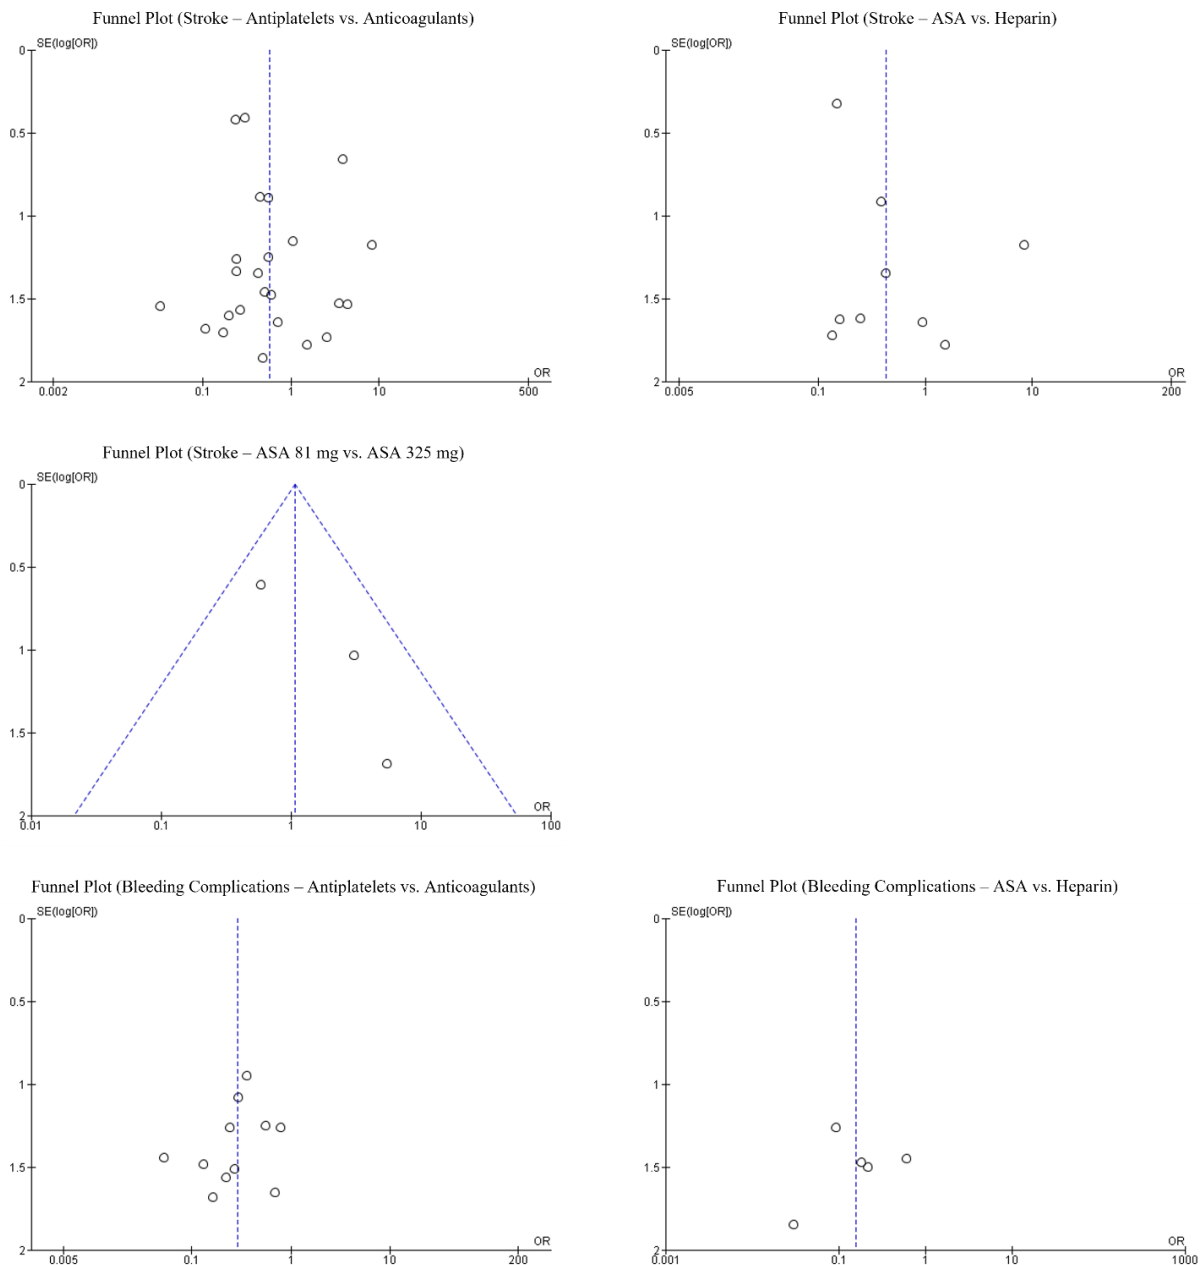 Funnel Plot (Stroke – Antiplatelets vs. Anticoagulants)
0 SE(log[OR])
0.5
1
1.5
2
OR
0.002 0.1 1 10 500
Funnel Plot (Stroke – ASA vs. Heparin)
0 SE(log[OR])
0.5
1
1.5
2
OR
0.005 0.1 1 10 200
Funnel Plot (Stroke – ASA 81 mg vs. ASA 325 mg)
0 SE(log[OR])
0.5
1
1.5
2
OR
0.01 0.1 1 10 100
Funnel Plot (Bleeding Complications – Antiplatelets vs. Anticoagulants)
0 SE(log[OR])
0.5
1
1.5
2
OR
0.005 0.1 1 10 200
Funnel Plot (Bleeding Complications – ASA vs. Heparin)
0 SE(log[OR])
0.5
1
1.5
2
OR
0.001 0.1 1 10 1000